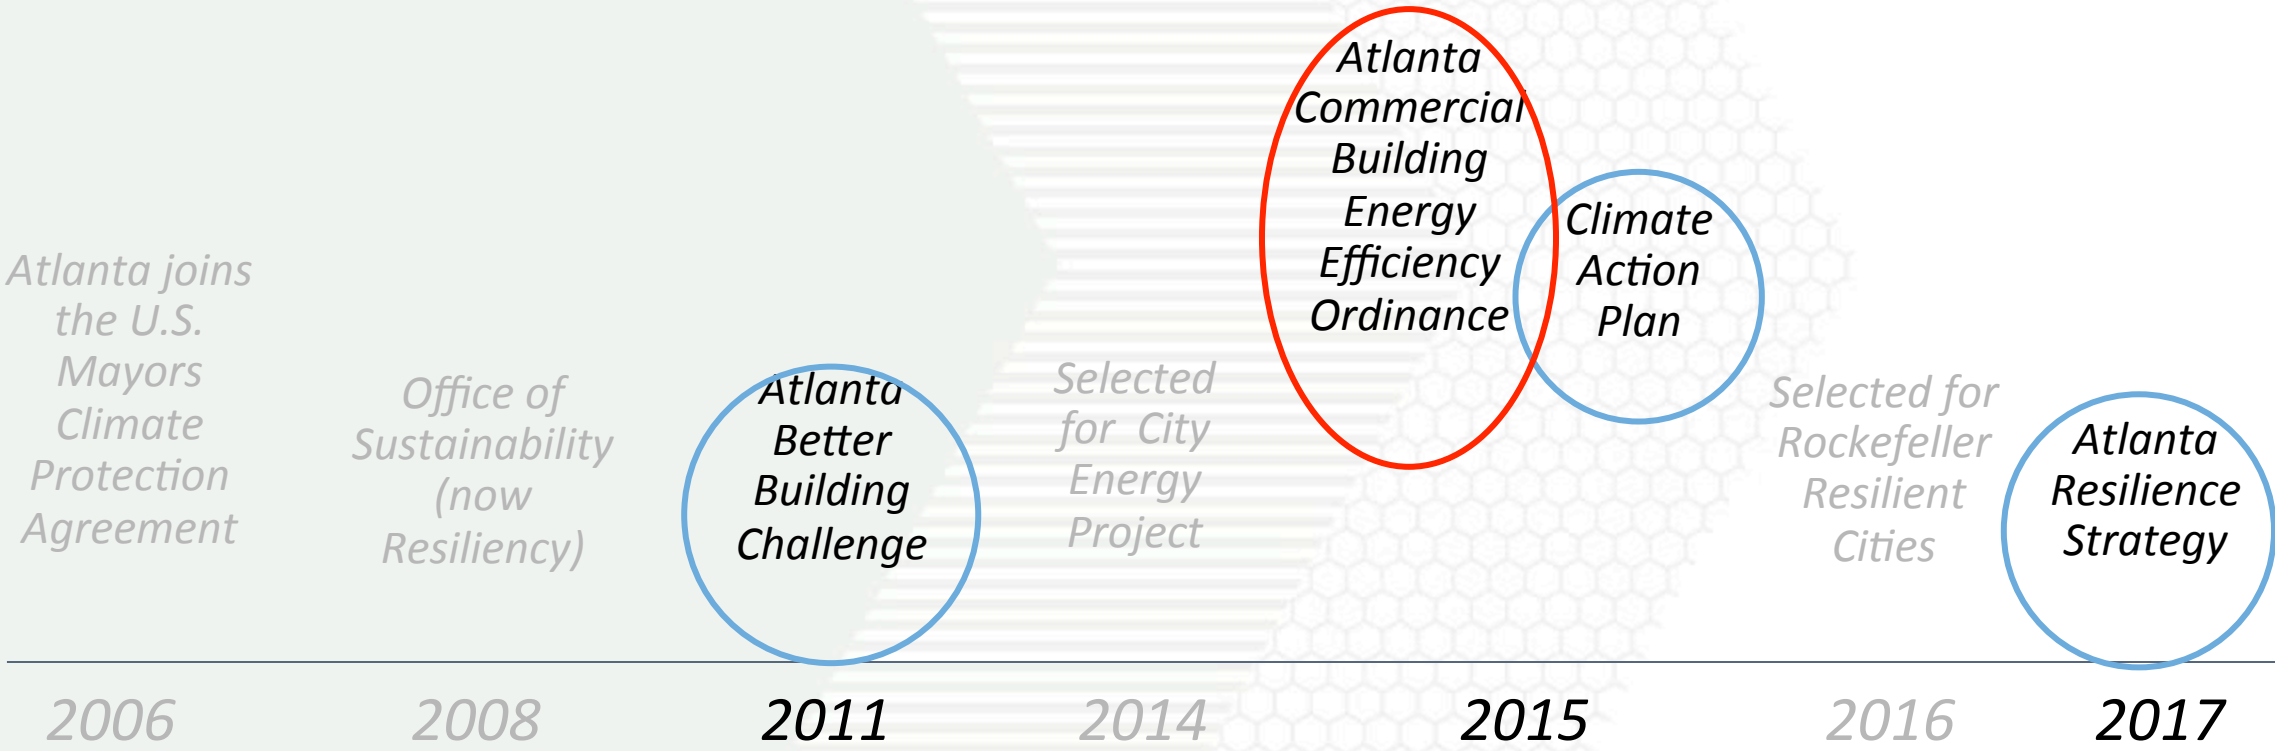 Atlanta joins
the U.S.
Mayors
Climate
Protection
Agreement
Office of
Sustainability
(now
Resiliency)
Atlanta
Better
Building
Challenge
Selected
for City
Energy
Project
Atlanta
Commercial
Building
Energy
Efficiency
Ordinance
Climate
Action
Plan
Selected for
Rockefeller
Resilient
Cities
Atlanta
Resilience
Strategy
2006
2008
2011
2014
2015
2016
2017